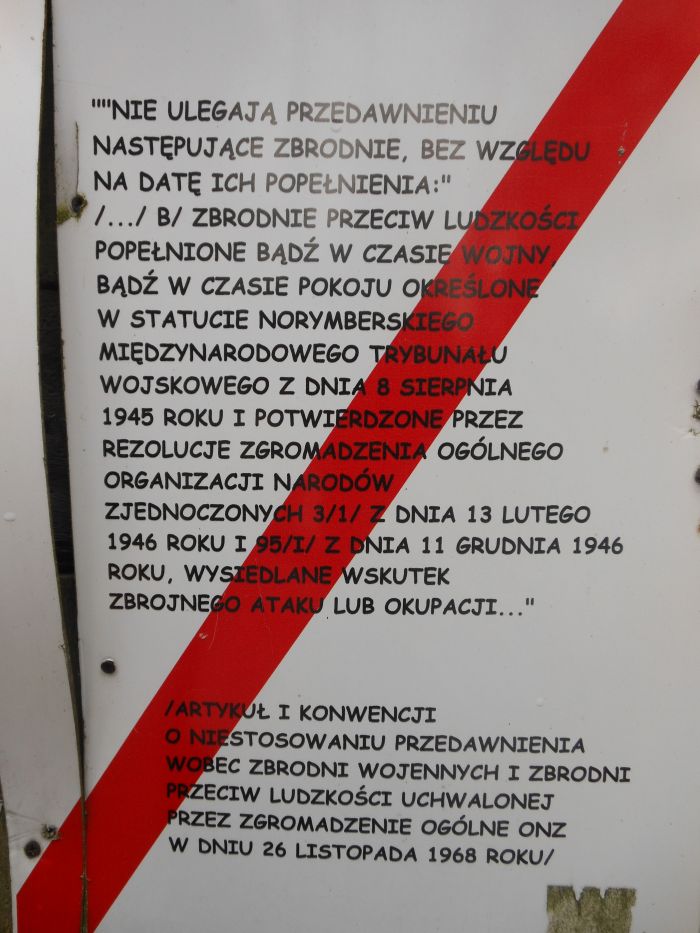 ""NIE ULEGAJĄ PRZEDAWNIENIU
NASTĘPUJĄCE ZBRODNIE, BEZ WZGLĘDU
NA DATĘ ICH POPEŁNIENIA:"
/.../ B/ ZBRODNIE PRZECIW LUDZKOŚCI
POPEŁNIONE BĄDŹ W CZASIE WOJNY,
BĄDŹ W CZASIE POKOJU OKREŚLONE
W STATUCIE NORYMBERSKIEGO
MIĘDZYNARODOWEGO TRYBUNAŁU
WOJSKOWEGO Z DNIA 8 SIERPNIA
1945 ROKU I POTWIERDZONE PRZEZ
REZOLUCJE ZGROMADZENIA OGÓLNEGO
ORGANIZACJI NARODÓW
ZJEDNOCZONYCH 3/1/ Z DNIA 13 LUTEGO
1946 ROKU I 95/I/ Z DNIA 11 GRUDNIA 1946
ROKU, WYSIEDLANE WSKUTEK
ZBROJNEGO ATAKU LUB OKUPACJI..."
/ARTYKUŁ I KONWENCJI
O NIESTOSOWANIU PRZEDAWNIENIA
WOBEC ZBRODNI WOJENNYCH I ZBRODNI
PRZECIW LUDZKOŚCI UCHWALONEJ
PRZEZ ZGROMADZENIE OGÓLNE ONZ
W DNIU 26 LISTOPADA 1968 ROKU/